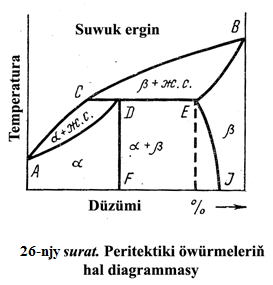 Temperatura
Suwuk ergin
B
β+ж.с.
C
D
E
α+ж.с.
α+β
β
A
α
F
J
Düzümi
%
26-njy surat. Peritektiki öwürmeleriň
hal diagrammasy